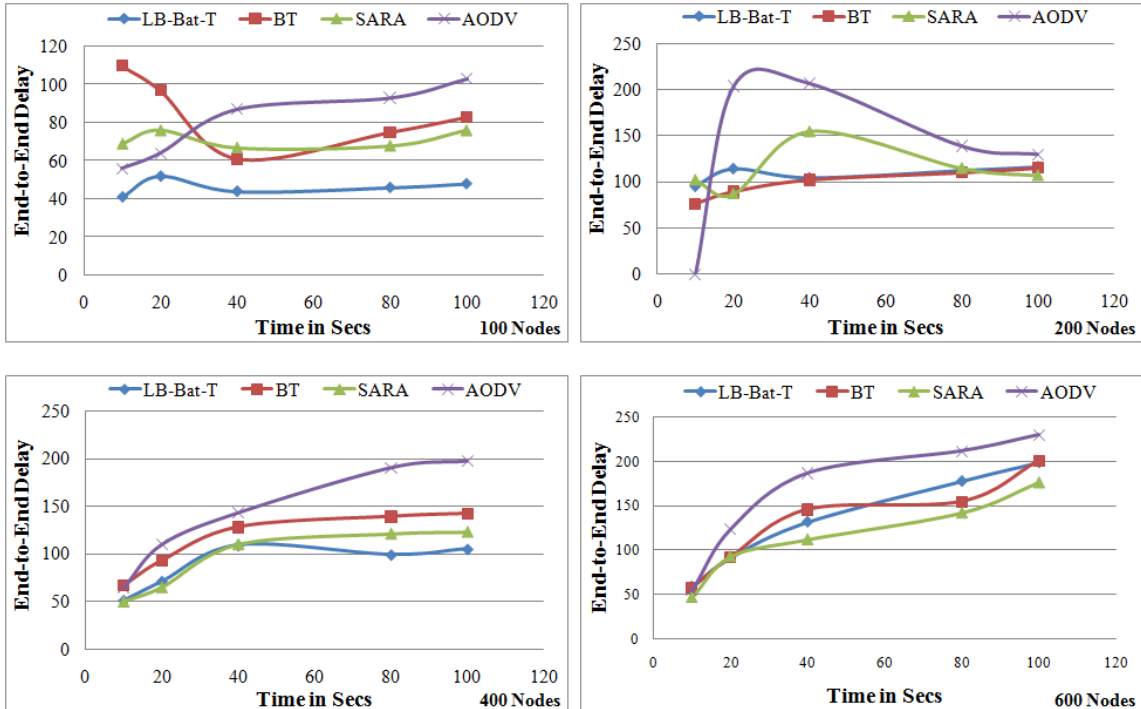 LB-Bat-T BT SARA AODV
End-to-End Delay
120
100
80
60
40
20
0
0 20 40 60 80 100 120
Time in Secs
100 Nodes
LB-Bat-T BT SARA AODV
End-to-End Delay
250
200
150
100
50
0
0 20 40 60 80 100 120
Time in Secs
200 Nodes
LB-Bat-T BT SARA AODV
End-to-End Delay
250
200
150
100
50
0
0 20 40 60 80 100 120
Time in Secs
400 Nodes
LB-Bat-T BT SARA AODV
End-to-End Delay
250
200
150
100
50
0
0 20 40 60 80 100 120
Time in Secs
600 Nodes